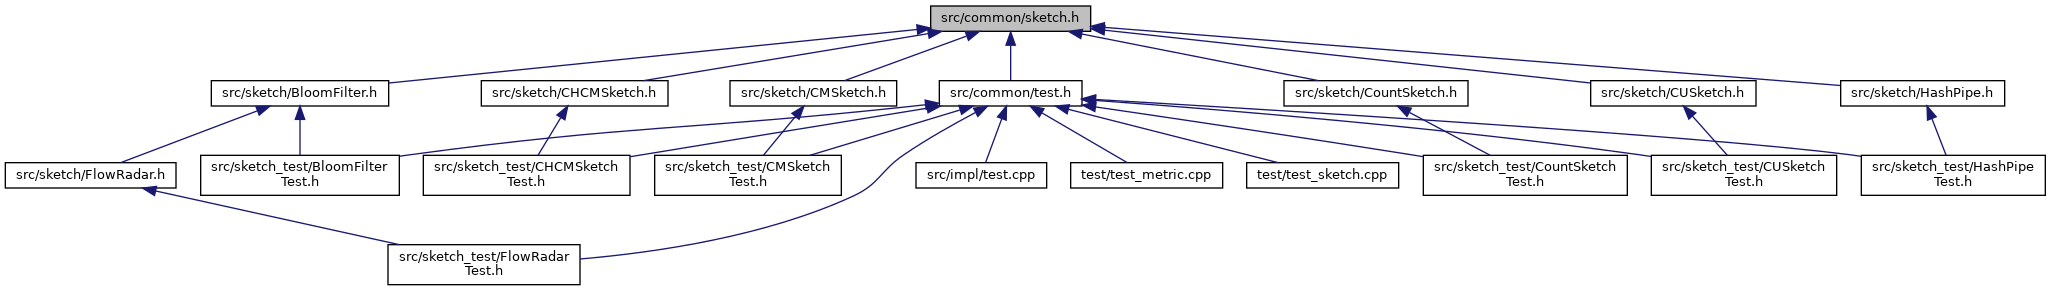 src/common/sketch.h
src/sketch/BloomFilter.h
src/sketch/CHCMSketch.h
src/sketch/CMSketch.h
src/common/test.h
src/sketch/CountSketch.h
src/sketch/CUSketch.h
src/sketch/HashPipe.h
src/sketch/FlowRadar.h
src/sketch_test/BloomFilter
Test.h
src/sketch_test/CHCMSketch
Test.h
src/sketch_test/CMSketch
Test.h
src/impl/test.cpp
test/test_metric.cpp
test/test_sketch.cpp
src/sketch_test/CountSketch
Test.h
src/sketch_test/CUSketch
Test.h
src/sketch_test/HashPipe
Test.h
src/sketch_test/FlowRadar
Test.h